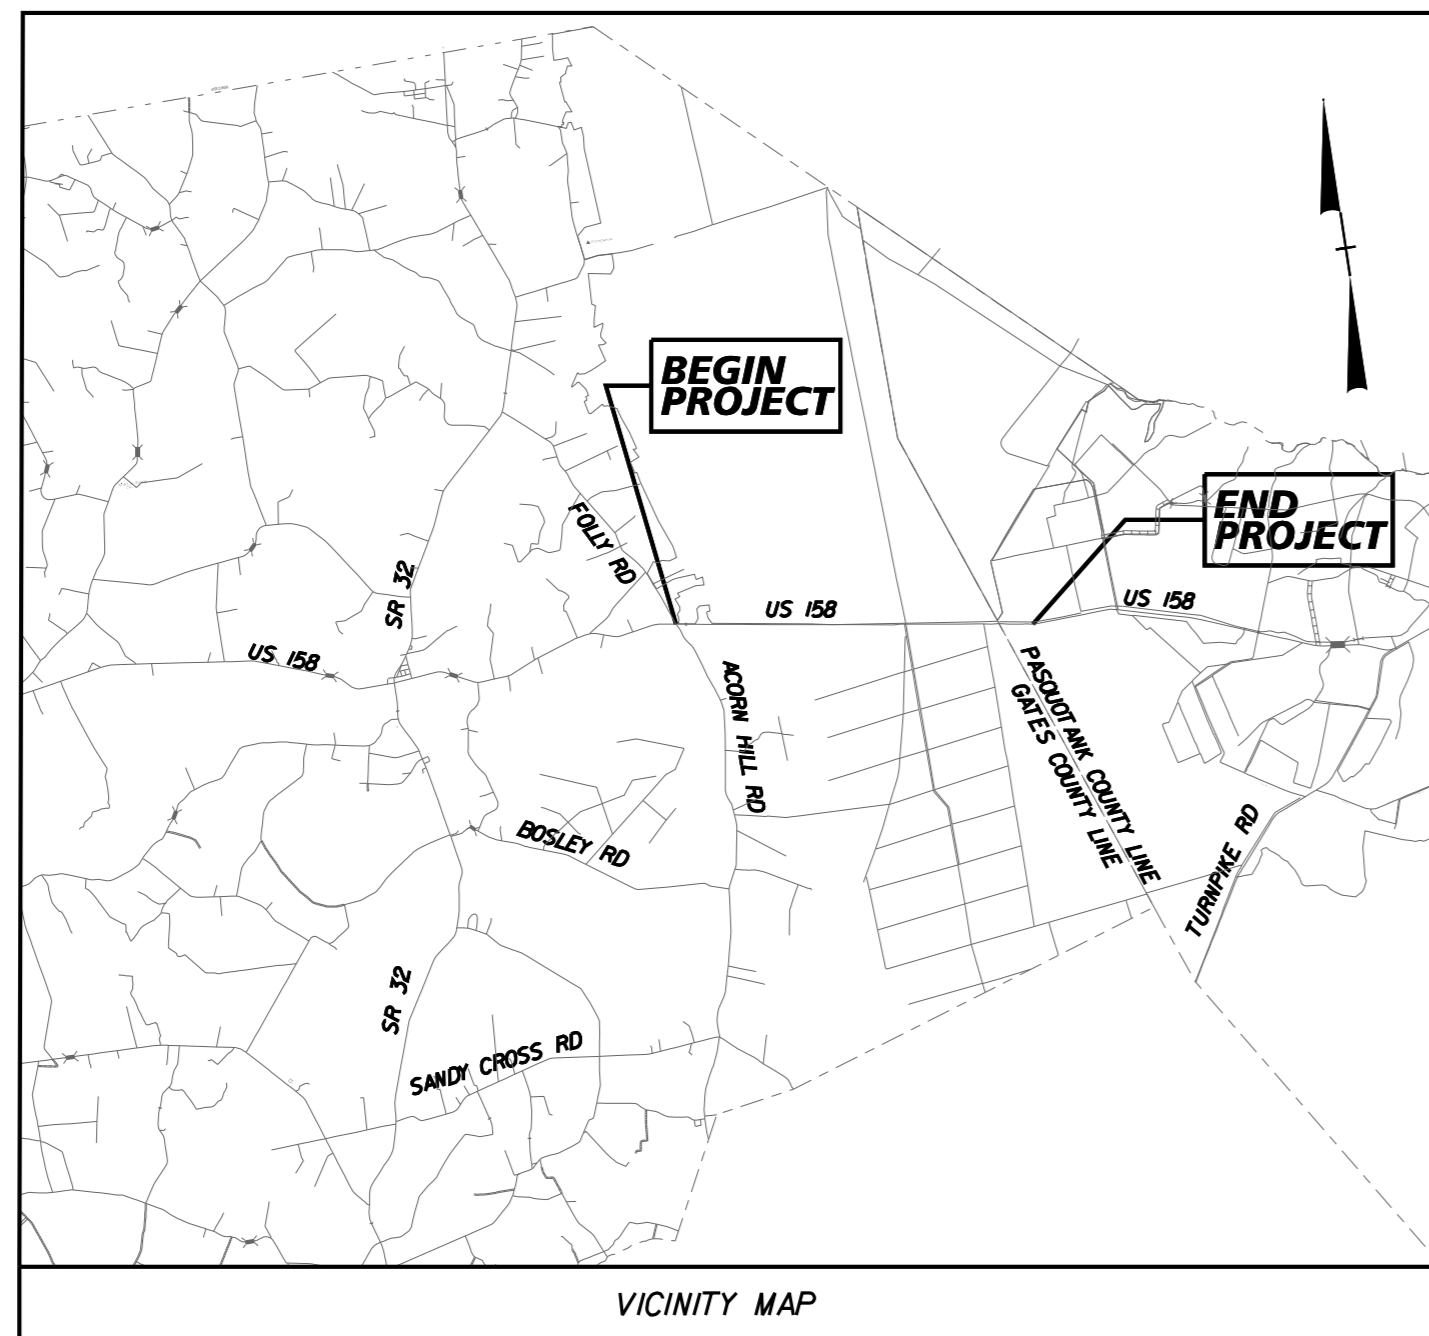 BEGIN
PROJECT
END
PROJECT
FOLLY RD
SR 32
US 158
US 158
US 158
ACORN HILL RD
PASQUOTANK COUNTY LINE
GATES COUNTY LINE
BOSLEY RD
TURNPIKE RD
SR 32
SANDY CROSS RD
VICINITY MAP